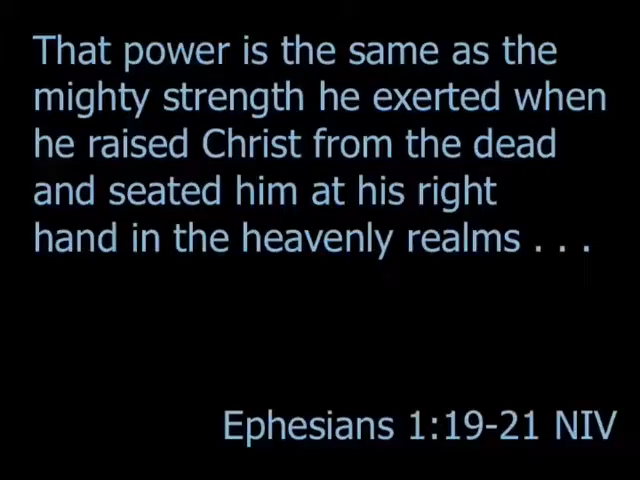 That power is the same as the
mighty strength he exerted when
he raised Christ from the dead
and seated him at his right
hand in the heavenly realms . . .
Ephesians 1:19-21 NIV